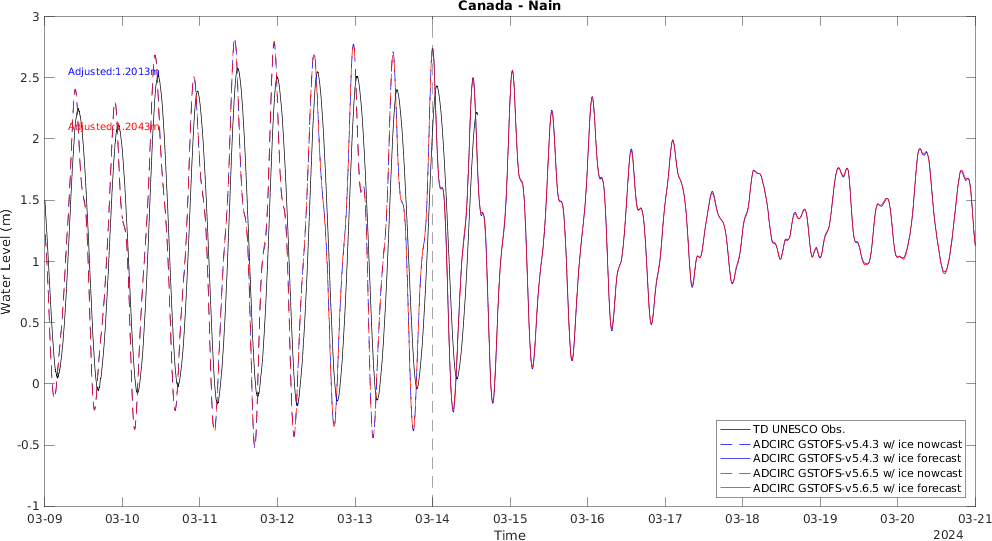 Canada - Nain
3
2.5
2
1.5
1
0.5
0
-0.5
-1
Water Level (m)
Adjusted:1.2013m
Adjusted:1.2043m
TD UNESCO Obs.
ADCIRC GSTOFS-v5.4.3 w/ ice nowcast
ADCIRC GSTOFS-v5.4.3 w/ ice forecast
ADCIRC GSTOFS-v5.6.5 w/ ice nowcast
ADCIRC GSTOFS-v5.6.5 w/ ice forecast
03-09 03-10 03-11 03-12 03-13 03-14 03-15 03-16 03-17 03-18 03-19 03-20 03-21
Time
2024